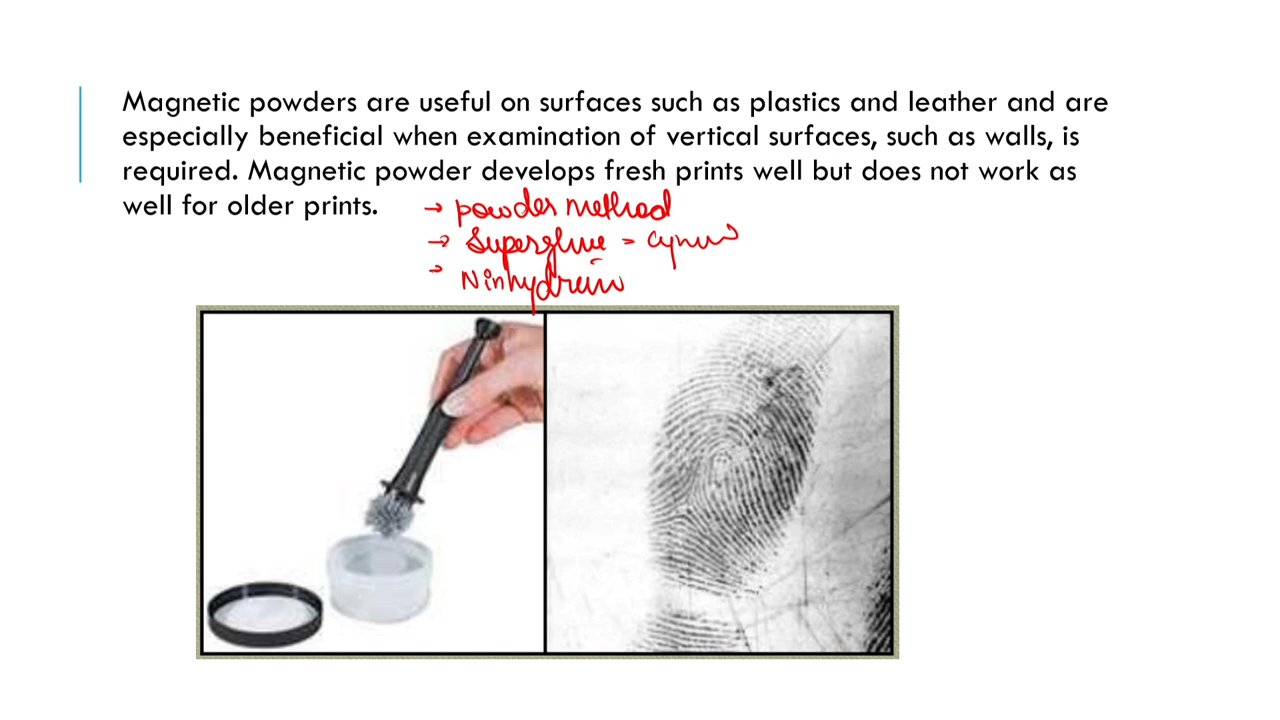 Magnetic powders are useful on surfaces such as plastics and leather and are
especially beneficial when examination of vertical surfaces, such as walls, is
required. Magnetic powder develops fresh prints well but does not work as
well for older prints.
→ powder method
→ Superglue =
→ Ninhydrin